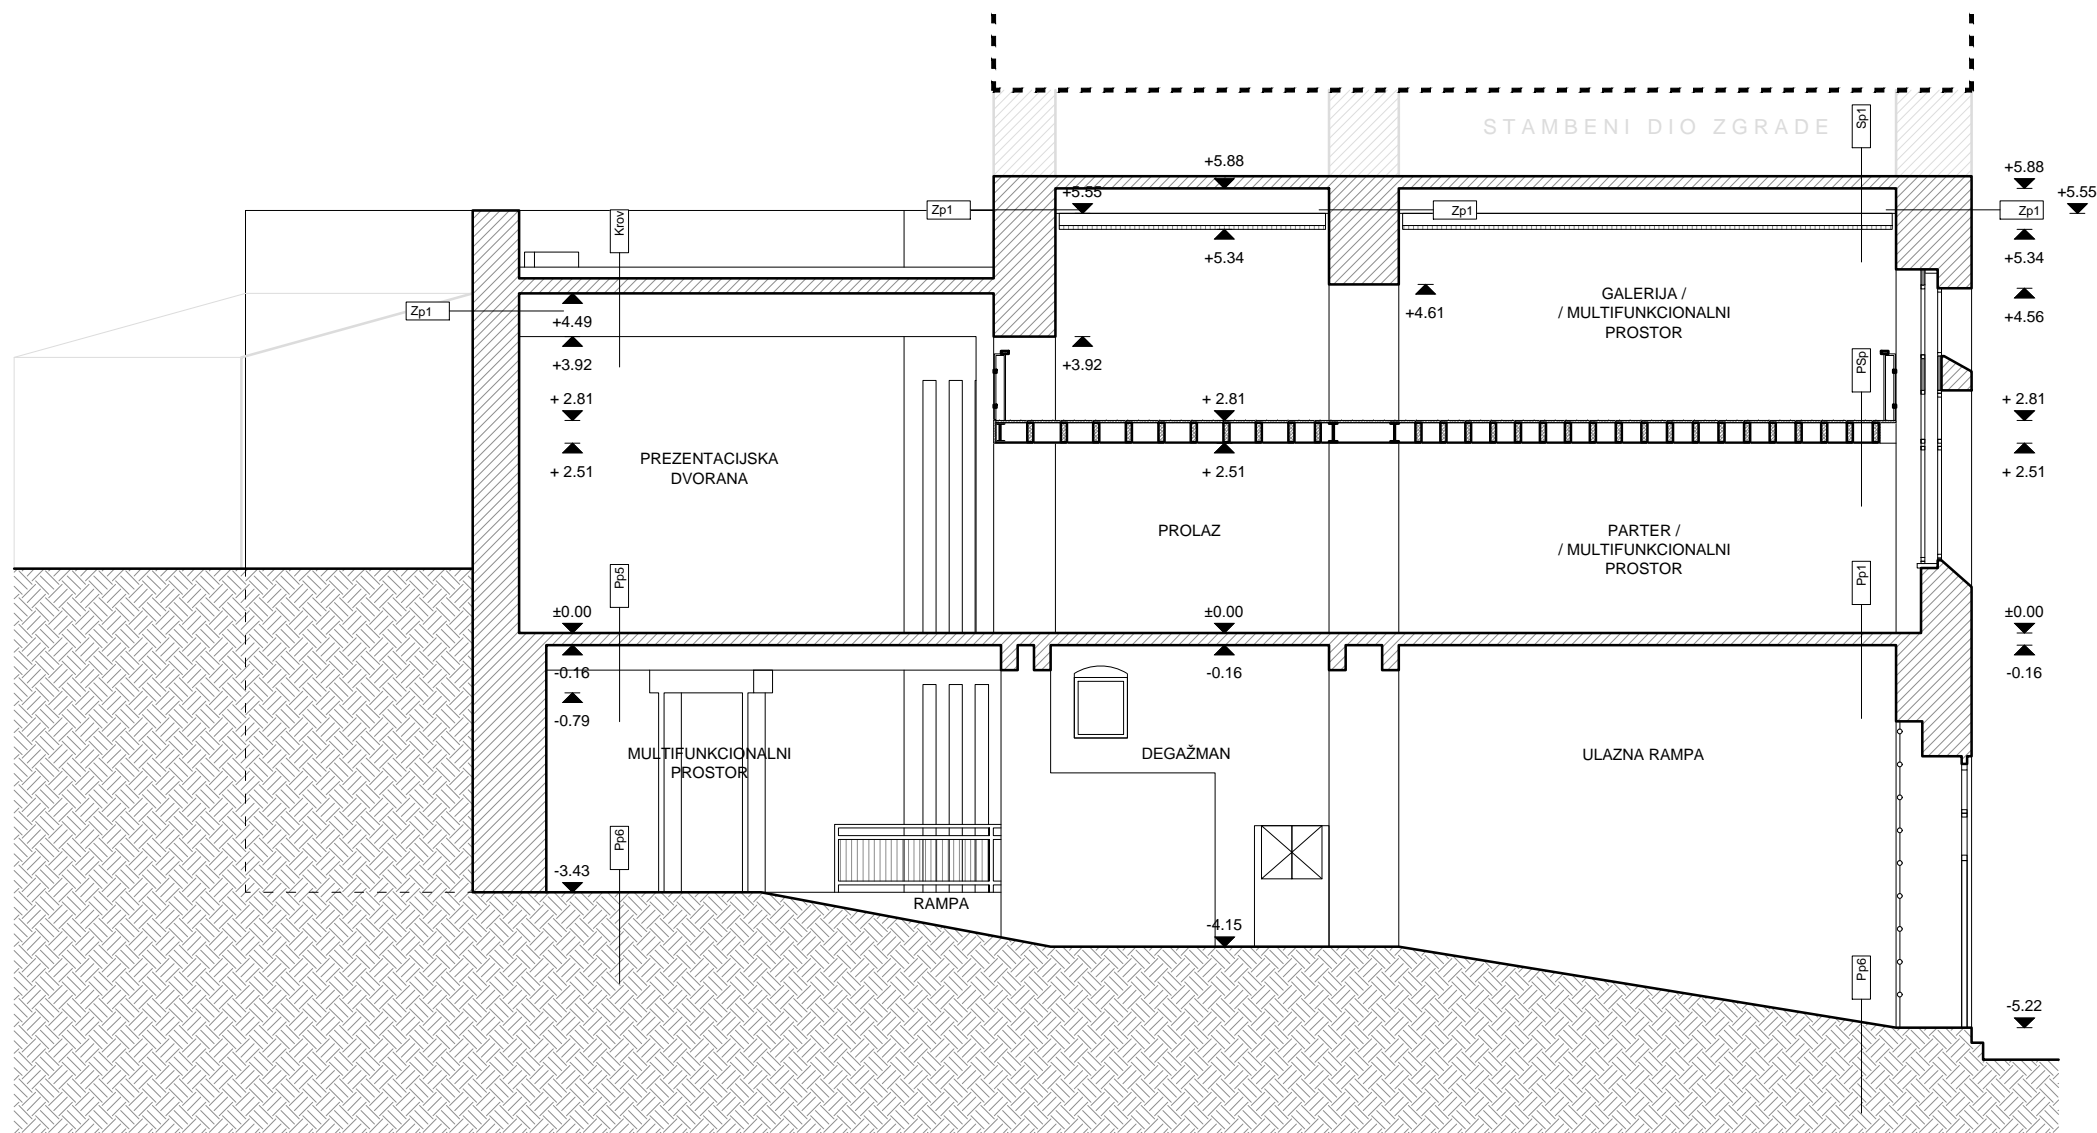 STAMBENI DIO ZGRADE
Sp1
+5.88
+5.88
+5.55
+5.55
Zp1
Zp1
Zp1
Krov
+5.34
+5.34
Zp1
+4.49
+4.61
GALERIJA /
/ MULTIFUNKCIONALNI
PROSTOR
+4.56
+3.92
+3.92
PSp
+ 2.81
+ 2.81
+ 2.81
+ 2.51
+ 2.51
+ 2.51
PREZENTACIJSKA
DVORANA
PROLAZ
PARTER /
/ MULTIFUNKCIONALNI
PROSTOR
Pp5
Pp1
±0.00
±0.00
±0.00
-0.16
-0.16
-0.16
-0.79
MULTIFUNKCIONALNI
PROSTOR
DEGAŽMAN
ULAZNA RAMPA
Pp6
-3.43
RAMPA
-4.15
Pp6
-5.22